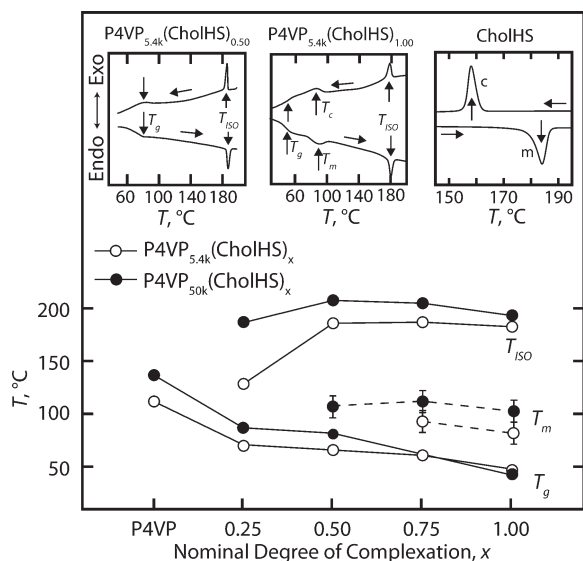 P4VP5.4k(CholHS)0.50
P4VP5.4k(CholHS)1.00
CholHS
Endo ⟷ Exo
Tg
TISO
60 100 140 180
T, °C
Tc
Tg
Tm
TISO
60 100 140 180
T, °C
c
m
150 170 190
T, °C
P4VP5.4k(CholHS)x
P4VP50k(CholHS)x
200
150
100
50
T, °C
TISO
Tm
Tg
P4VP 0.25 0.50 0.75 1.00
Nominal Degree of Complexation, x